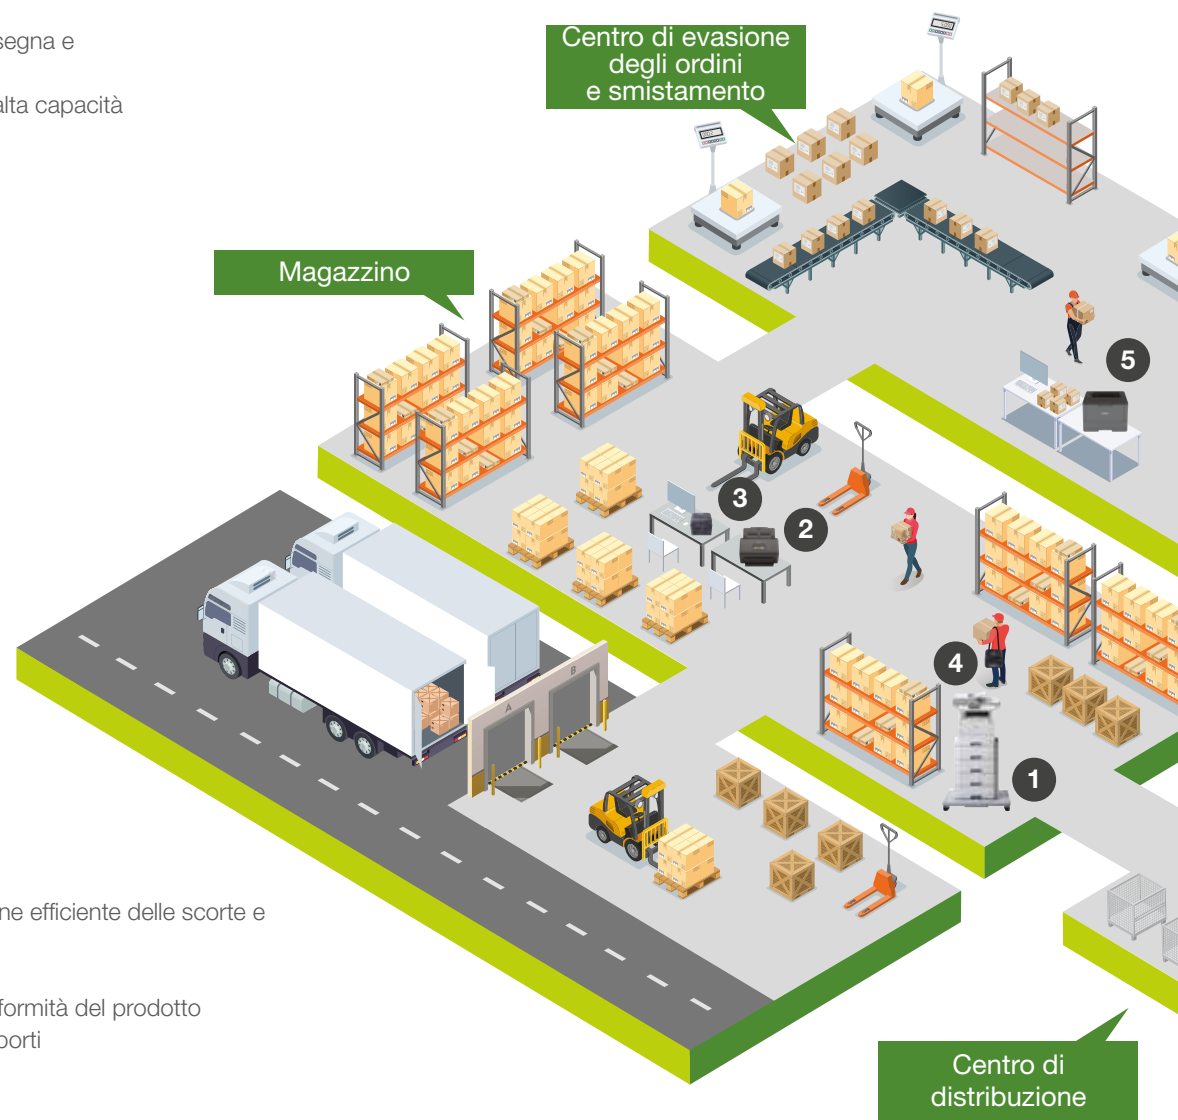 segna e
alta capacità
Centro di evasione
degli ordini
e smistamento
Magazzino
5
3
2
4
1
A
B
ne efficiente delle scorte e
formità del prodotto
porti
Centro di
distribuzione